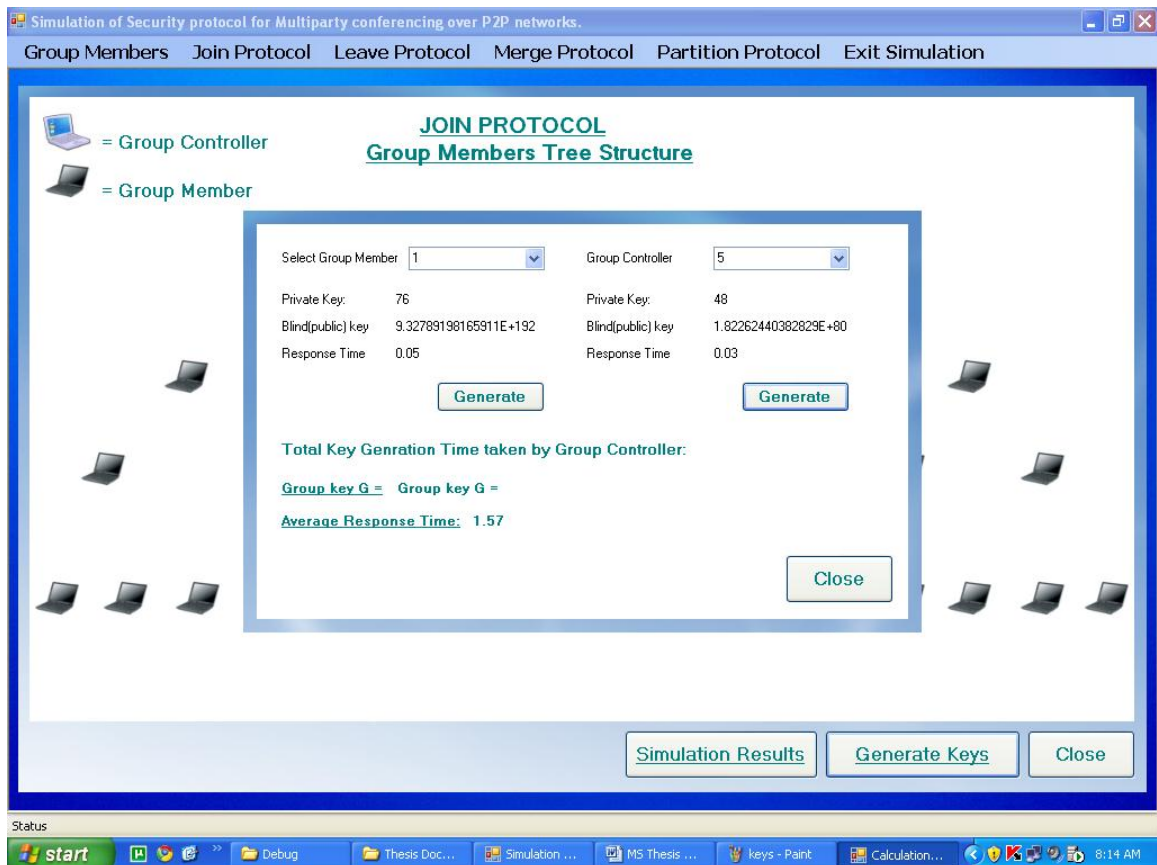 Simulation of Security protocol for Multiparty conferencing over P2P networks.
Group Members Join Protocol Leave Protocol Merge Protocol Partition Protocol Exit Simulation
JOIN PROTOCOL
Group Members Tree Structure
= Group Controller
= Group Member
Select Group Member 1 Group Controller 5
Private Key: 76 Private Key: 48
Blind(public) key 9.32789198165911E+192 Blind(public) key 1.82262440382829E+80
Response Time 0.05 Response Time 0.03
Generate Generate
Total Key Genration Time taken by Group Controller:
Group key G = Group key G =
Average Response Time: 1.57
Close
Simulation Results Generate Keys Close
Status
start Debug Thesis Doc... Simulation ... MS Thesis ... keys - Paint Calculation... 8:14 AM